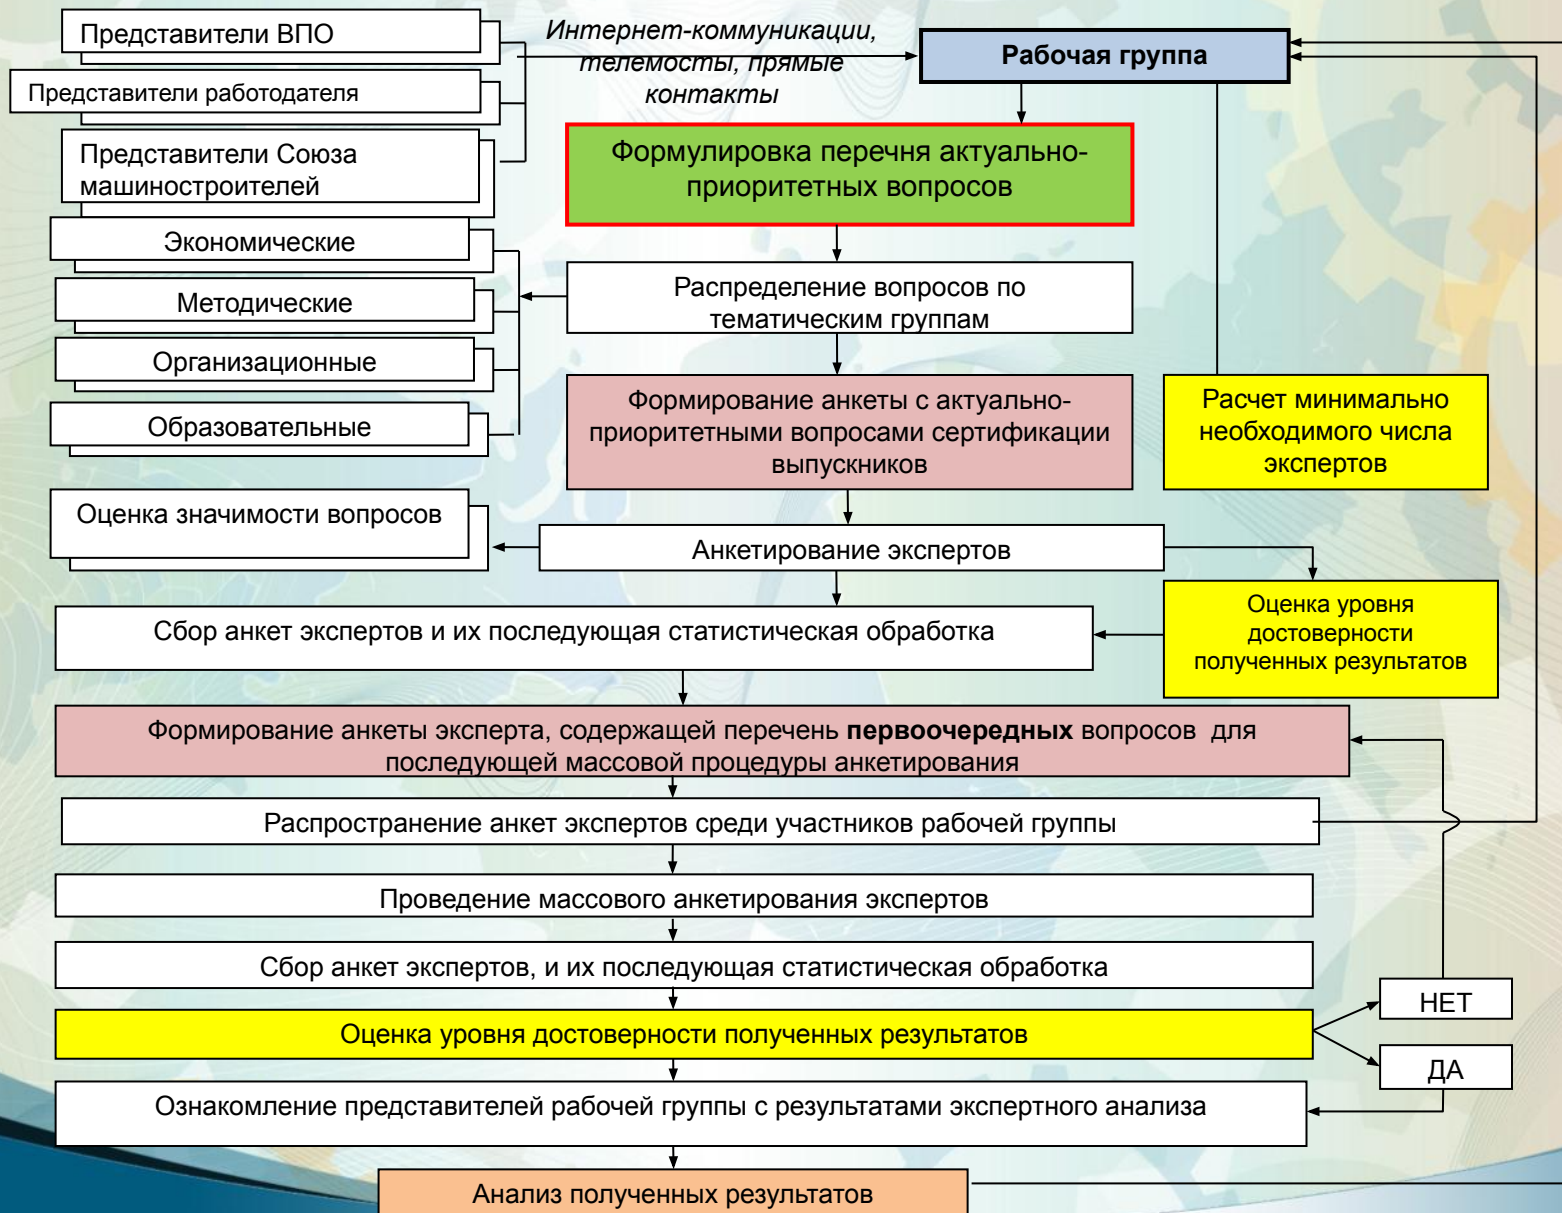 Представители ВПО
Представители работодателя
Представители Союза
машиностроителей
Интернет-коммуникации,
телемосты, прямые
контакты
Рабочая группа
Формулировка перечня актуально-
приоритетных вопросов
Экономические
Методические
Организационные
Образовательные
Распределение вопросов по
тематическим группам
Формирование анкеты с актуально-
приоритетными вопросами сертификации
выпускников
Расчет минимально
необходимого числа
экспертов
Оценка значимости вопросов
Анкетирование экспертов
Оценка уровня
достоверности
полученных результатов
Сбор анкет экспертов и их последующая статистическая обработка
Формирование анкеты эксперта, содержащей перечень первоочередных вопросов для
последующей массовой процедуры анкетирования
Распространение анкет экспертов среди участников рабочей группы
Проведение массового анкетирования экспертов
Сбор анкет экспертов, и их последующая статистическая обработка
НЕТ
Оценка уровня достоверности полученных результатов
ДА
Ознакомление представителей рабочей группы с результатами экспертного анализа
Анализ полученных результатов